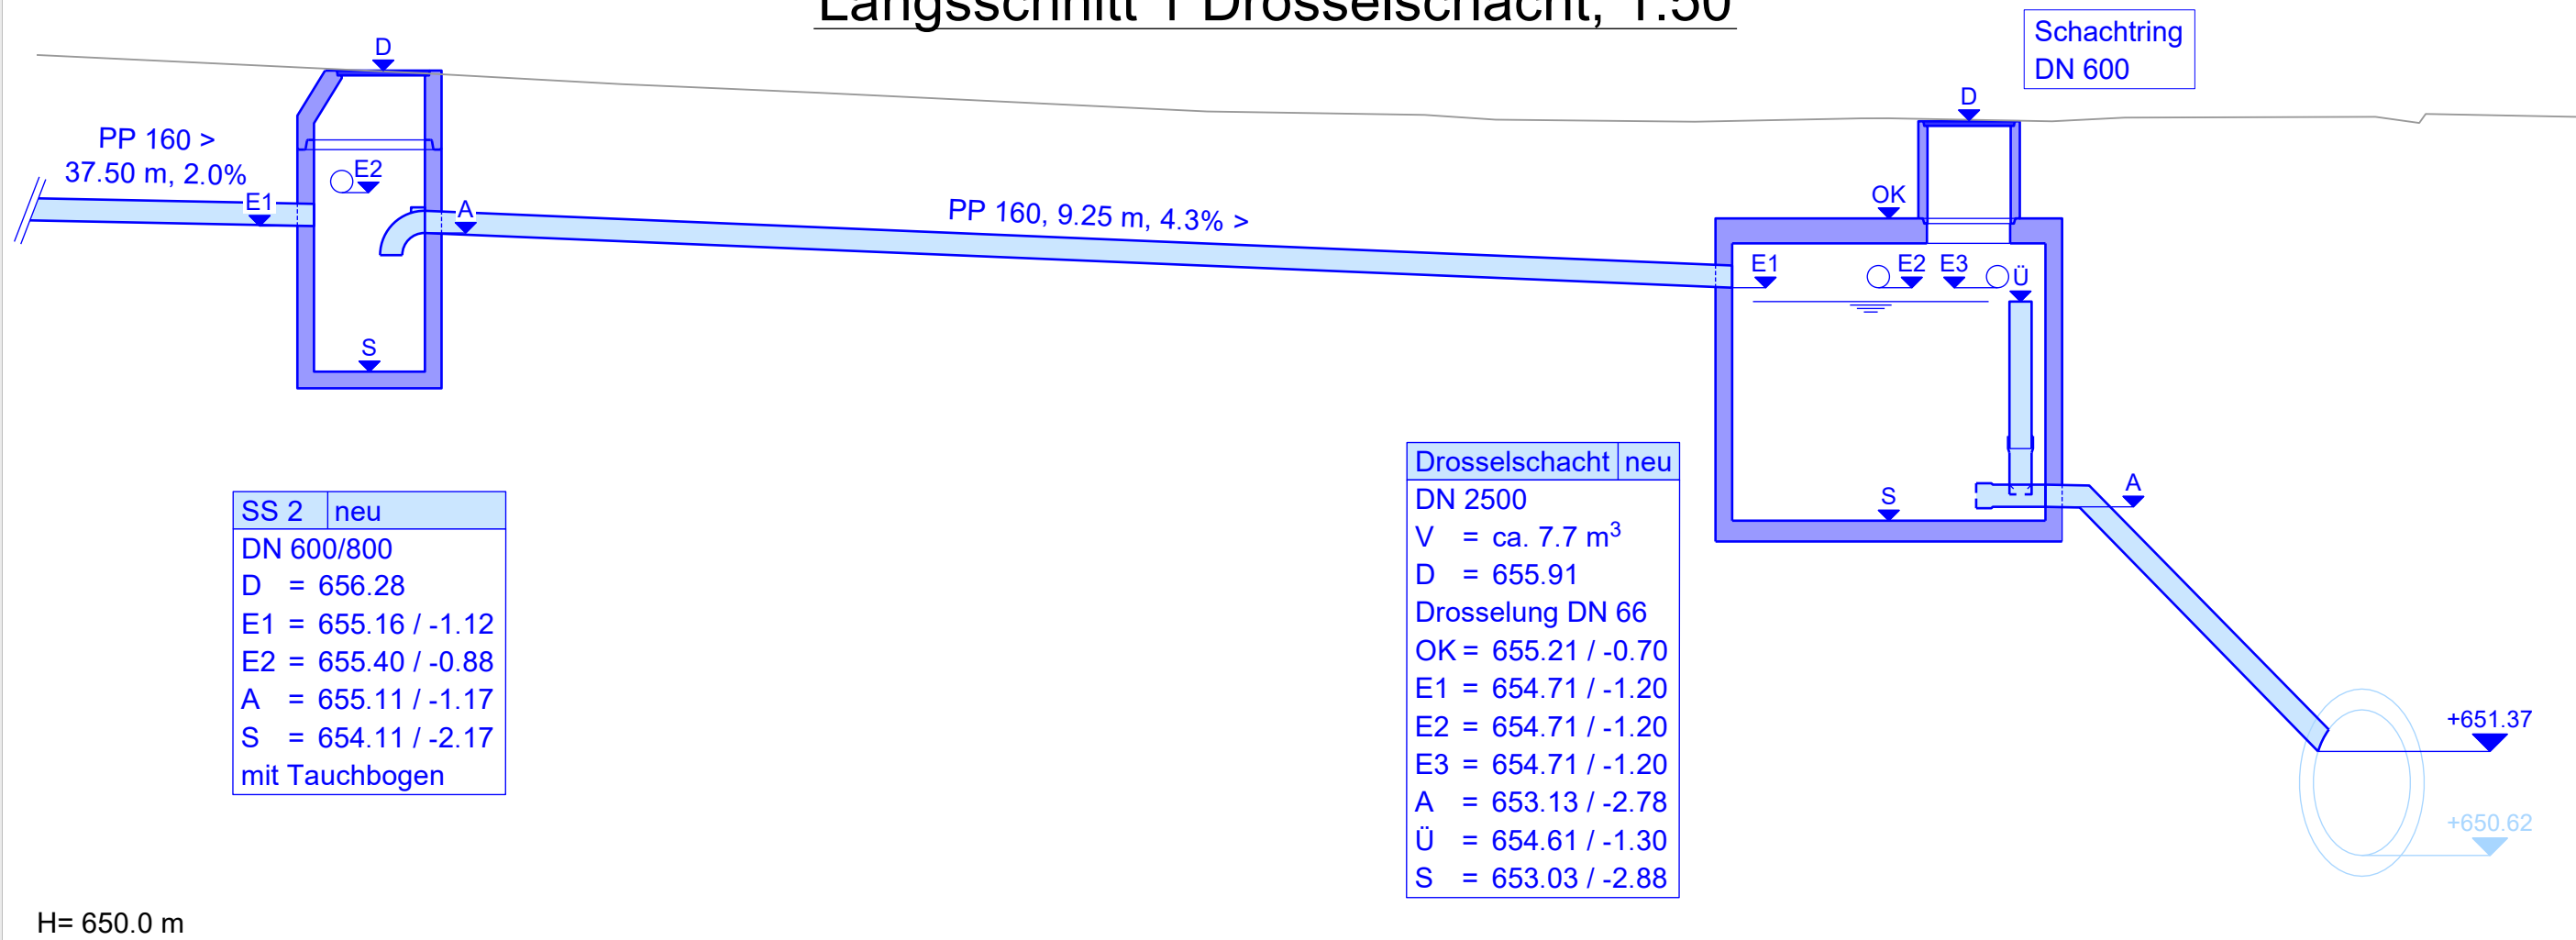 Längsschnitt 1 Drosselschacht, 1:50
Schachtring
DN 600
D
D
PP 160 >
37.50 m, 2.0%
E2
E1
A
PP 160, 9.25 m, 4.3% >
OK
E1
E2
E3
Ü
S
S
A
SS 2 neu
DN 600/800
D = 656.28
E1 = 655.16 / -1.12
E2 = 655.40 / -0.88
A = 655.11 / -1.17
S = 654.11 / -2.17
mit Tauchbogen
Drosselschacht neu
DN 2500
V = ca. 7.7 m³
D = 655.91
Drosselung DN 66
OK = 655.21 / -0.70
E1 = 654.71 / -1.20
E2 = 654.71 / -1.20
E3 = 654.71 / -1.20
A = 653.13 / -2.78
Ü = 654.61 / -1.30
S = 653.03 / -2.88
+651.37
+650.62
H= 650.0 m